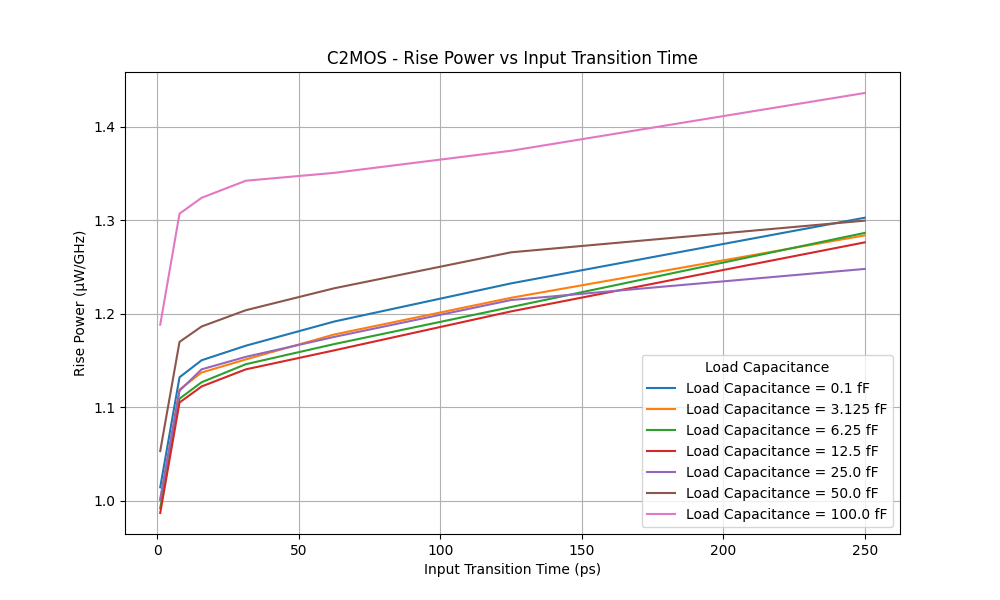 C2MOS - Rise Power vs Input Transition Time
Rise Power (μW/GHz)
1.4
1.3
1.2
1.1
1.0
0
50
100
150
200
250
Input Transition Time (ps)
Load Capacitance
Load Capacitance = 0.1 fF
Load Capacitance = 3.125 fF
Load Capacitance = 6.25 fF
Load Capacitance = 12.5 fF
Load Capacitance = 25.0 fF
Load Capacitance = 50.0 fF
Load Capacitance = 100.0 fF